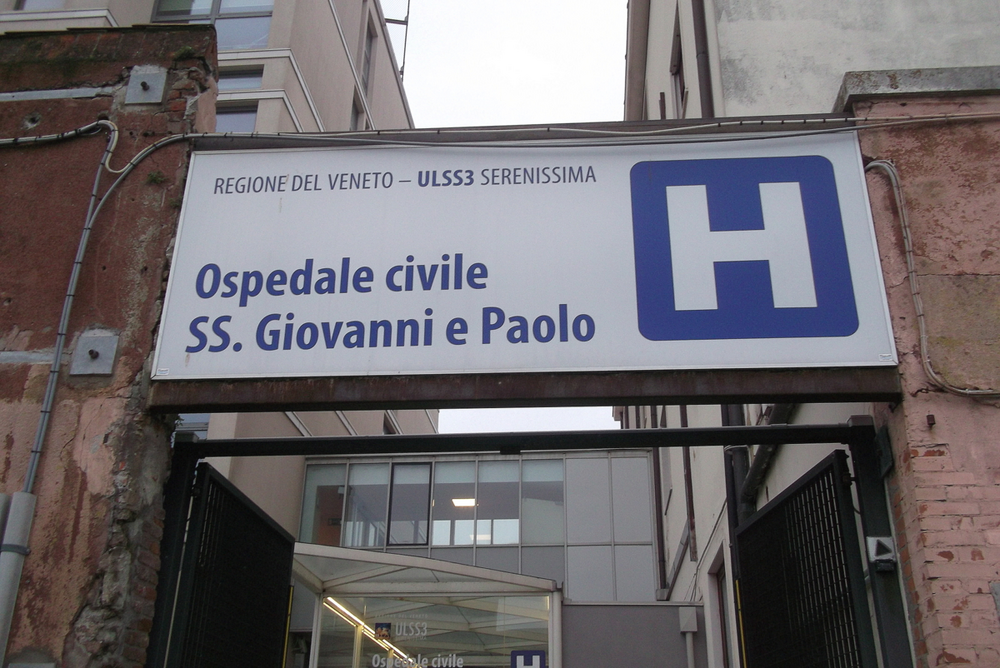 REGIONE DEL VENETO – ULSS3 SERENISSIMA
H
Ospedale civile
SS. Giovanni e Paolo
ULSS3
Ospedale civile
H